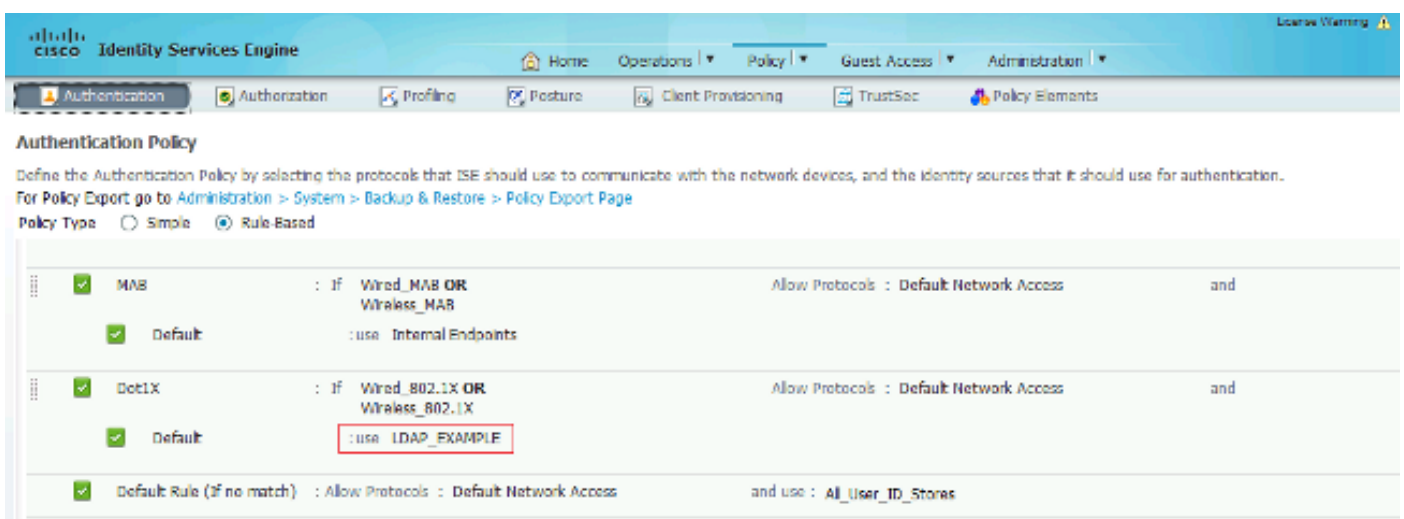 License Warning
cisco Identity Services Engine
Home Operations Policy Guest Access Administration
Authentication Authorization Profiling Posture Client Provisioning TrustSec Policy Elements
Authentication Policy
Define the Authentication Policy by selecting the protocols that ISE should use to communicate with the network devices, and the identity sources that it should use for authentication.
For Policy Export go to Administration > System > Backup & Restore > Policy Export Page
Policy Type Simple Rule-Based
MAB : If Wired_MAB OR Allow Protocols : Default Network Access and
Wireless_MAB
Default : use Internal Endpoints
Dot1X : If Wired_802.1X OR Allow Protocols : Default Network Access and
Wireless_802.1X
Default : use LDAP_EXAMPLE
Default Rule (If no match) : Allow Protocols : Default Network Access and use : All_User_ID_Stores